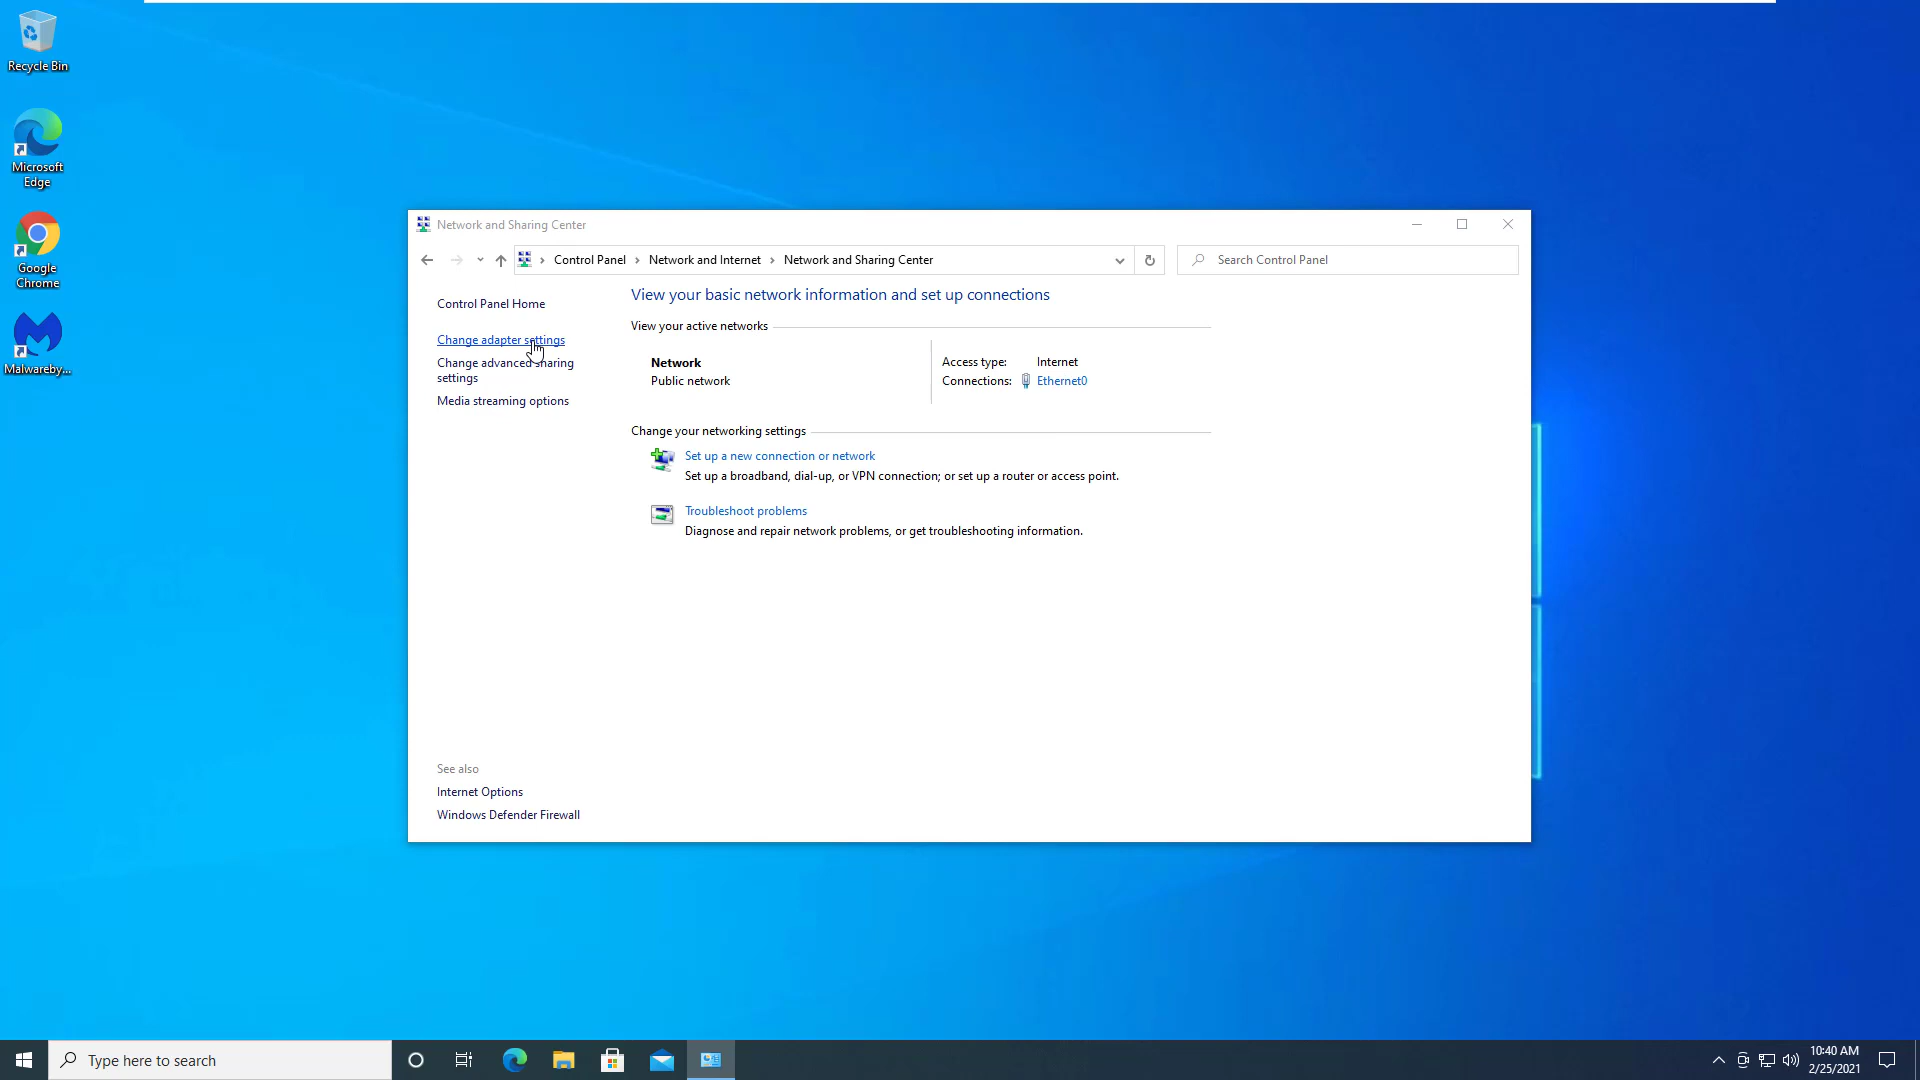 Recycle Bin
Microsoft
Edge
Google
Chrome
Malwareby...
Network and Sharing Center
Control Panel
Network and Internet
Network and Sharing Center
Search Control Panel
Control Panel Home
Change adapter settings
Change advanced sharing
settings
Media streaming options
View your basic network information and set up connections
View your active networks
Network
Public network
Access type: Internet
Connections: Ethernet0
Change your networking settings
Set up a new connection or network
Set up a broadband, dial-up, or VPN connection; or set up a router or access point.
Troubleshoot problems
Diagnose and repair network problems, or get troubleshooting information.
See also
Internet Options
Windows Defender Firewall
Type here to search
10:40 AM
2/25/2021